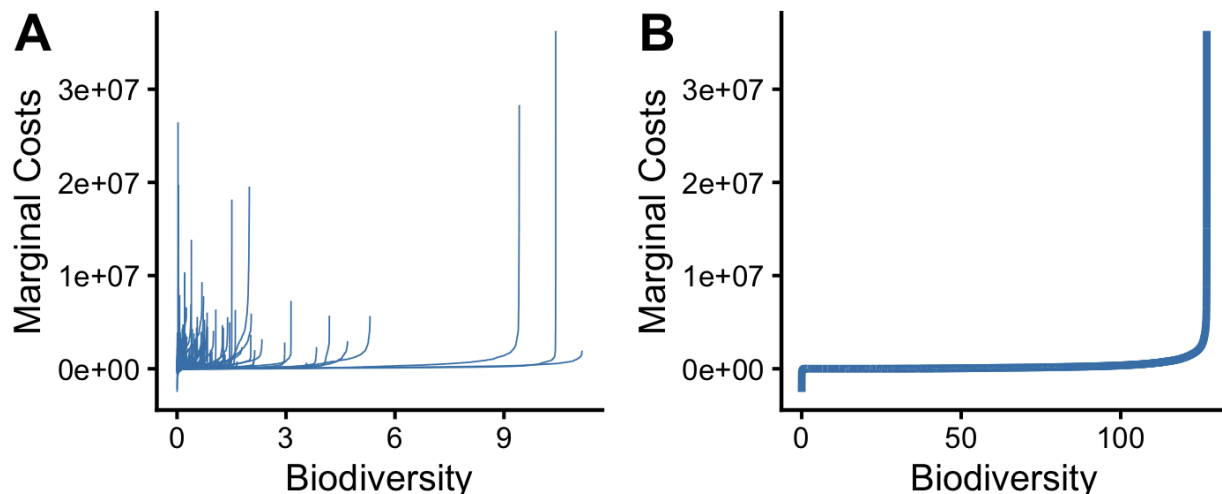 A
Marginal Costs
3e+07
2e+07
1e+07
0e+00
0 3 6 9
Biodiversity
B
Marginal Costs
3e+07
2e+07
1e+07
0e+00
0 50 100
Biodiversity